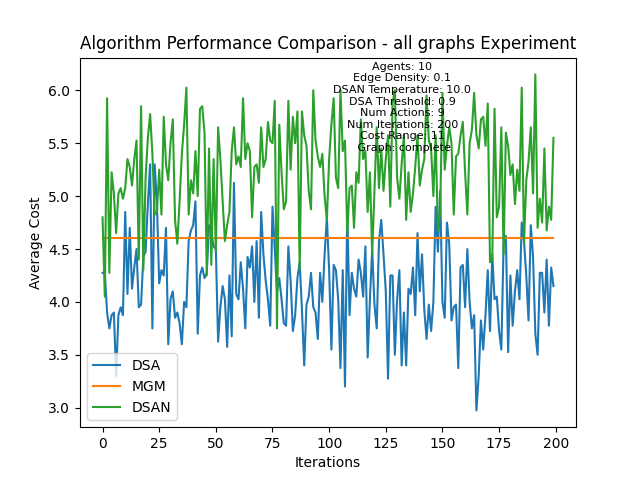 Algorithm Performance Comparison - all graphs Experiment
Agents: 10
Edge Density: 0.1
DSAN Temperature: 10.0
DSA Threshold: 0.9
Num Actions: 9
Num Iterations: 200
Cost Range: 11
Graph: complete
Average Cost
6.0
5.5
5.0
4.5
4.0
3.5
3.0
DSA
MGM
DSAN
0 25 50 75 100 125 150 175 200
Iterations